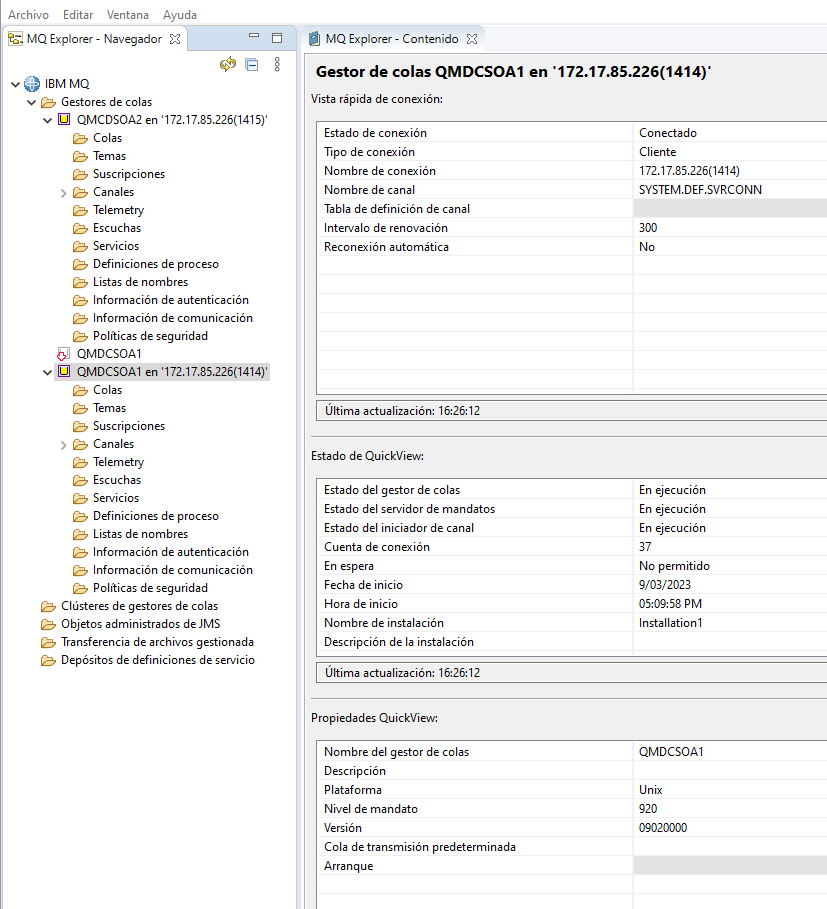 Archivo Editar Ventana Ayuda
MQ Explorer - Navegador
IBM MQ
Gestores de colas
QMCDSOA2 en '172.17.85.226(1415)'
Colas
Temas
Suscripciones
Canales
Telemetry
Escuchas
Servicios
Definiciones de proceso
Listas de nombres
Información de autenticación
Información de comunicación
Políticas de seguridad
QMDCSOA1
QMDCSOA1 en '172.17.85.226(1414)'
Colas
Temas
Suscripciones
Canales
Telemetry
Escuchas
Servicios
Definiciones de proceso
Listas de nombres
Información de autenticación
Información de comunicación
Políticas de seguridad
Clústeres de gestores de colas
Objetos administrados de JMS
Transferencia de archivos gestionada
Depósitos de definiciones de servicio
MQ Explorer - Contenido
Gestor de colas QMDCSOA1 en '172.17.85.226(1414)'
Vista rápida de conexión:
Estado de conexión Conectado
Tipo de conexión Cliente
Nombre de conexión 172.17.85.226(1414)
Nombre de canal SYSTEM.DEF.SVRCONN
Tabla de definición de canal
Intervalo de renovación 300
Reconexión automática No
Última actualización: 16:26:12
Estado de QuickView:
Estado del gestor de colas En ejecución
Estado del servidor de mandatos En ejecución
Estado del iniciador de canal En ejecución
Cuenta de conexión 37
En espera No permitido
Fecha de inicio 9/03/2023
Hora de inicio 05:09:58 PM
Nombre de instalación Installation1
Descripción de la instalación
Última actualización: 16:26:12
Propiedades QuickView:
Nombre del gestor de colas QMDCSOA1
Descripción
Plataforma Unix
Nivel de mandato 920
Versión 09020000
Cola de transmisión predeterminada
Arranque